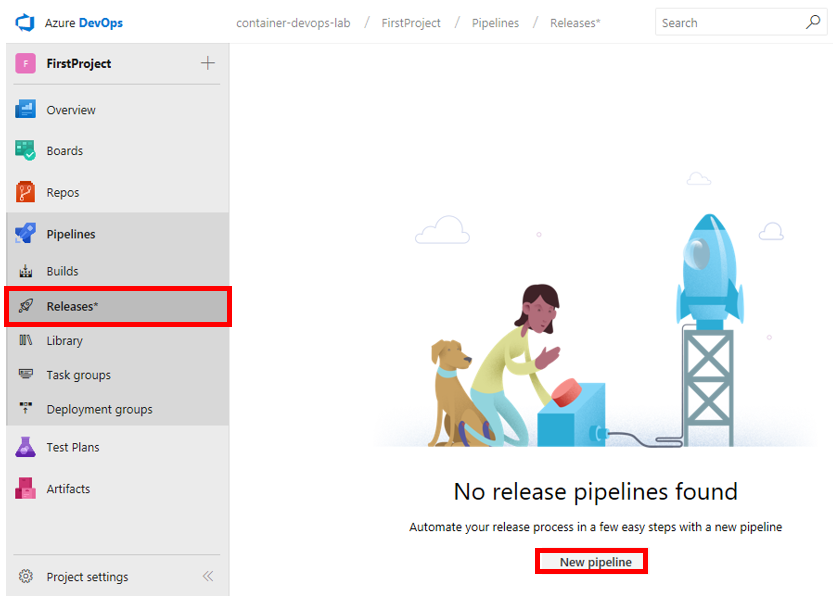 Azure DevOps
container-devops-lab / FirstProject / Pipelines / Releases*
Search
F FirstProject
Overview
Boards
Repos
Pipelines
Builds
Releases*
Library
Task groups
Deployment groups
Test Plans
Artifacts
Project settings
No release pipelines found
Automate your release process in a few easy steps with a new pipeline
New pipeline